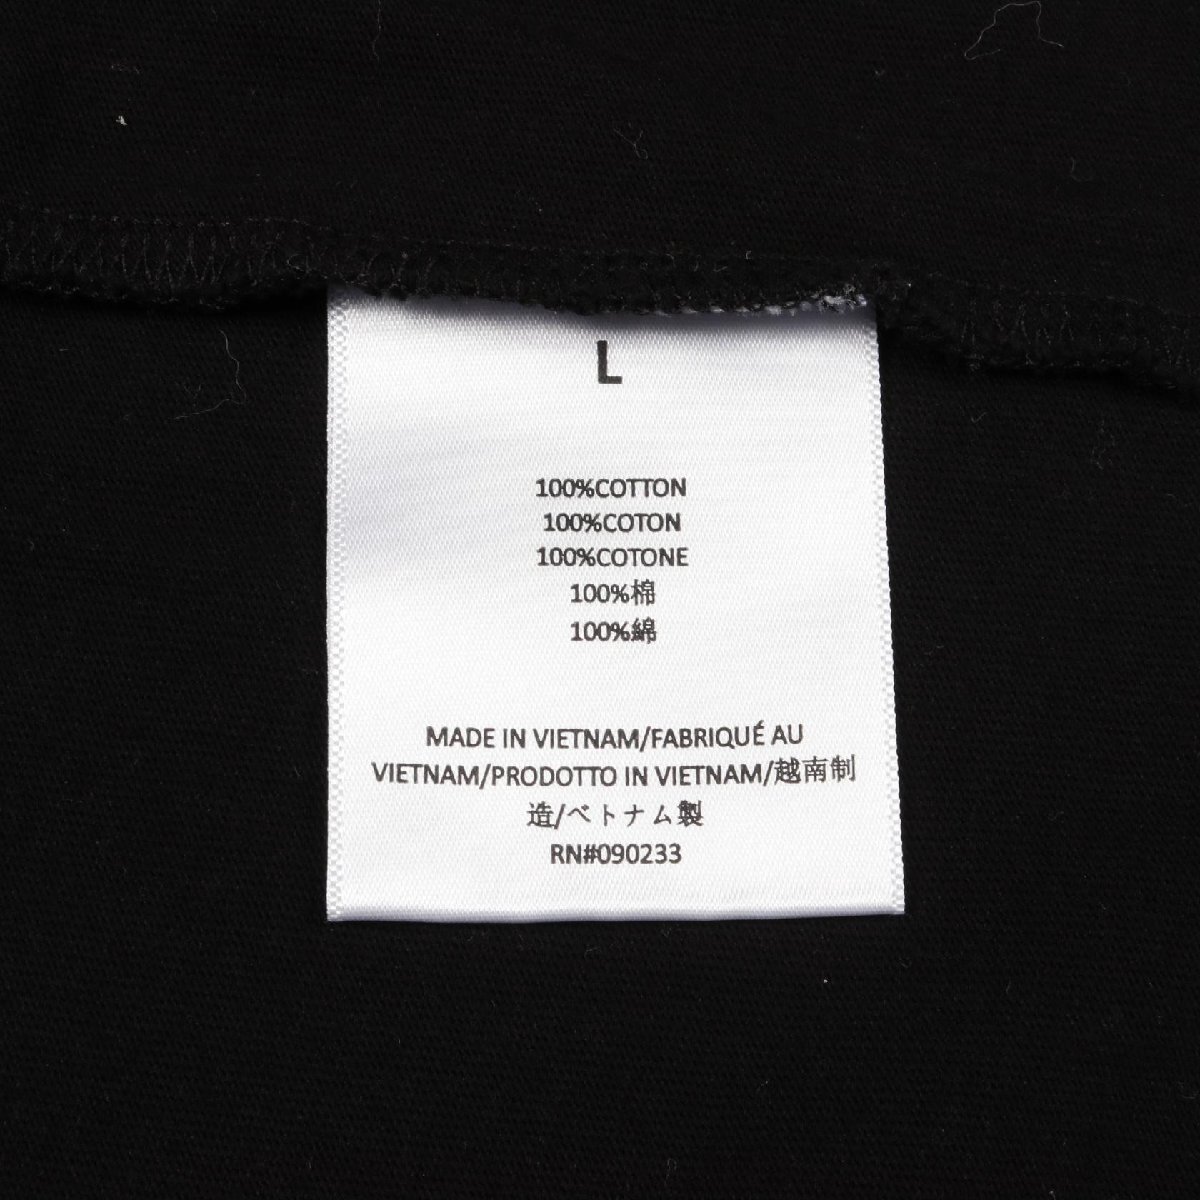 L
100%COTTON
100%COTON
100%COTONE
100%棉
100%綿
MADE IN VIETNAM/FABRIQUÉ AU
VIETNAM/PRODOTTO IN VIETNAM/越南制
造/ベトナム製
RN#090233